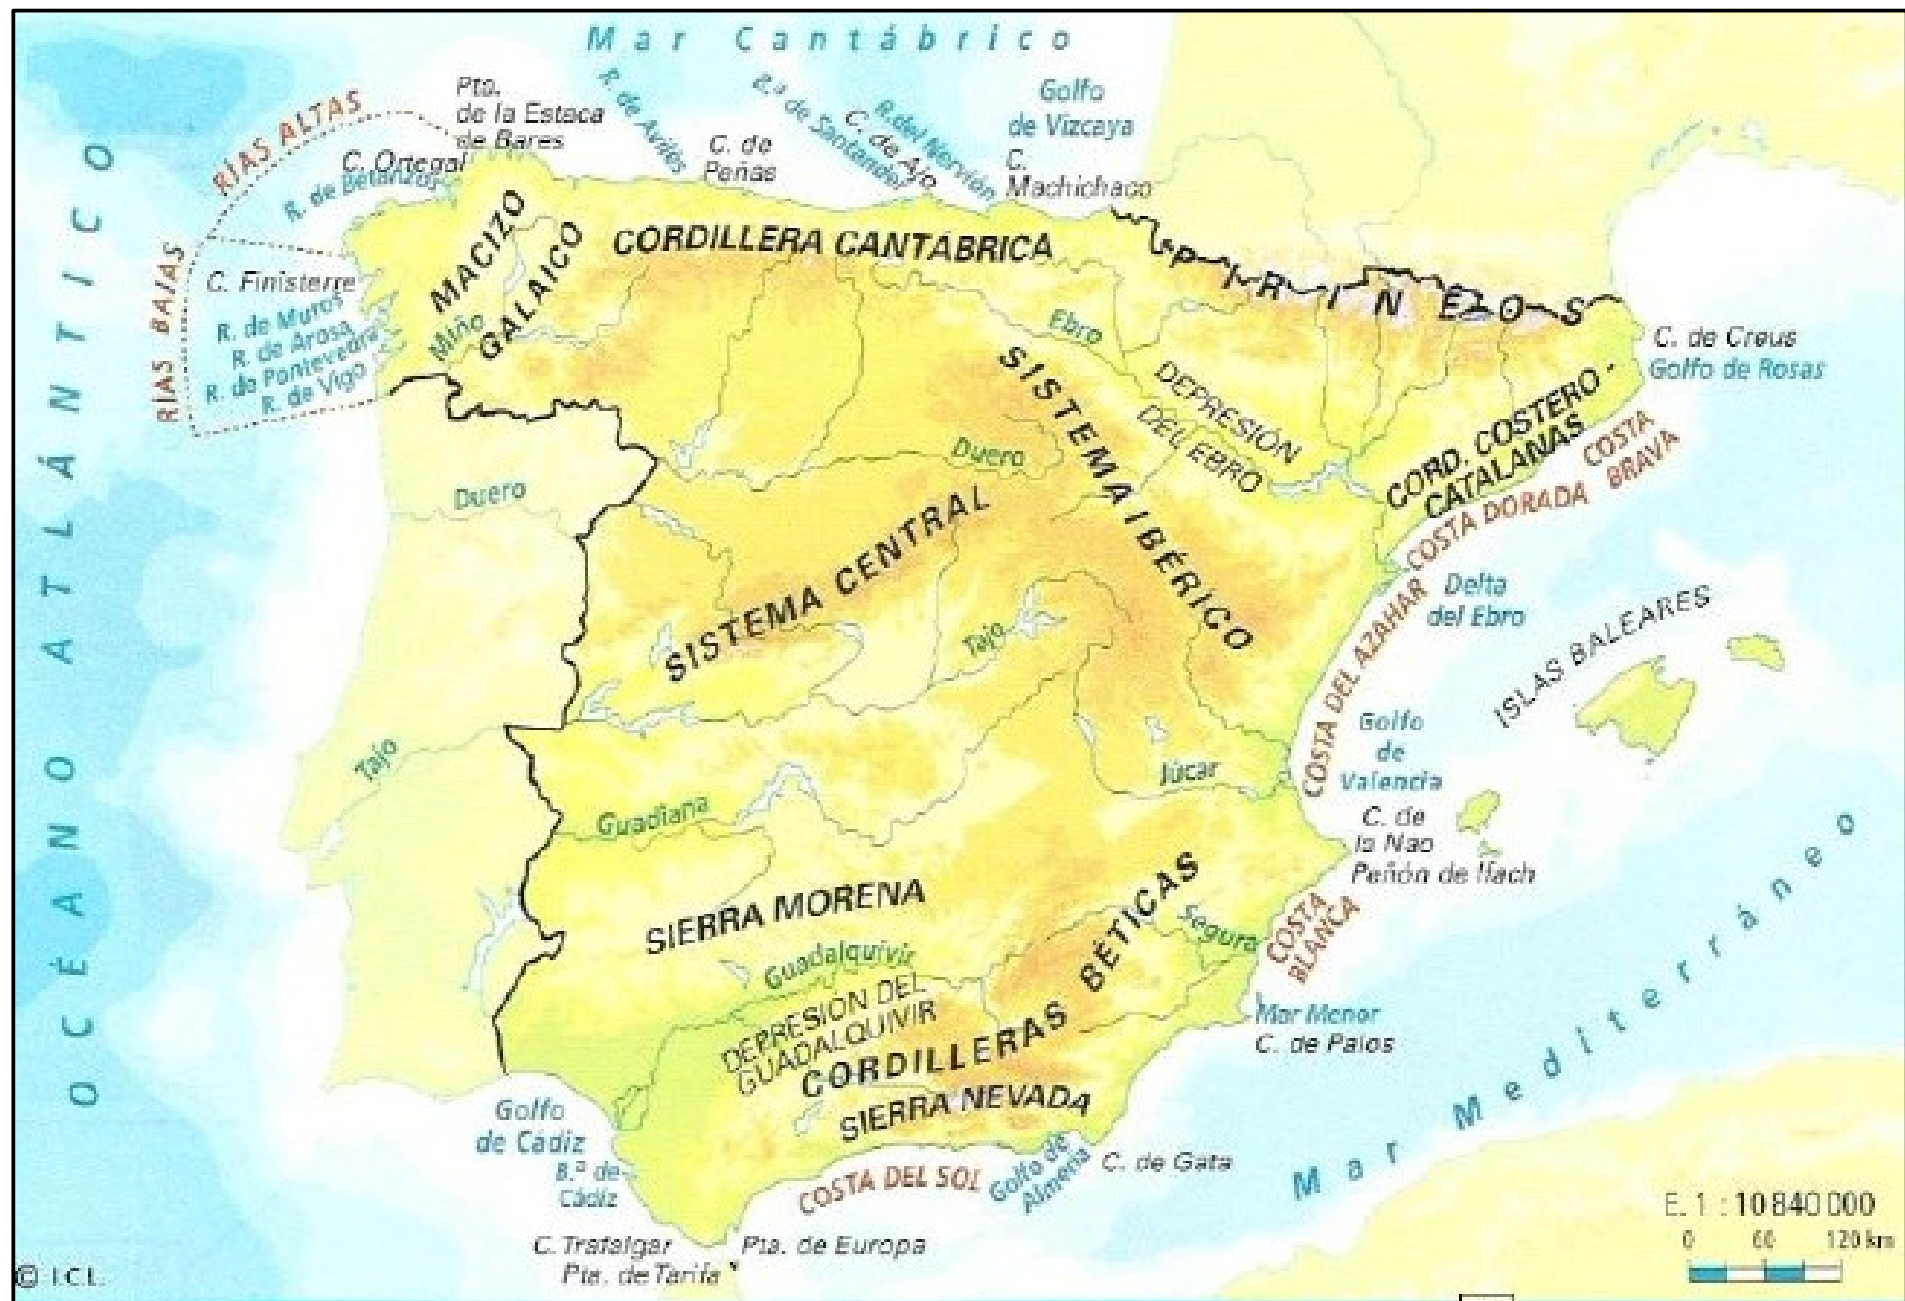 Mar Cantábrico
OCÉANO ATLÁNTICO
RÍAS ALTAS
Pta.
de la Estaca
de Bares
C. Ortegal
R. de Betanzos
R. de Avilés
C. de
Peñas
B.ª de Santander
C. de Ajo
R. del Nervión
Golfo
de Vizcaya
C.
Machichaco
RÍAS BAJAS
C. Finisterre
R. de Muros
R. de Arosa
R. de Pontevedra
R. de Vigo
MACIZO
GALAICO
Miño
CORDILLERA CANTÁBRICA
PIRINEOS
C. de Creus
Golfo de Rosas
Ebro
SISTEMA IBÉRICO
DEPRESIÓN
DEL EBRO
CORD. COSTERO -
CATALANAS
COSTA
BRAVA
COSTA DORADA
Duero
Duero
SISTEMA CENTRAL
Delta
del Ebro
COSTA DEL AZAHAR
ISLAS BALEARES
Tajo
Tajo
Golfo
de
Valencia
Júcar
Guadiana
C. de
la Nao
Peñón de Ifach
SIERRA MORENA
COSTA
BLANCA
Segura
Guadalquivir
DEPRESIÓN DEL
GUADALQUIVIR
CORDILLERAS BÉTICAS
SIERRA NEVADA
Mar Menor
C. de Palos
Mar Mediterráneo
Golfo
de Cádiz
B.ª de
Cádiz
COSTA DEL SOL
Golfo de
Almería
C. de Gata
C. Trafalgar
Pta. de Europa
Pta. de Tarifa
E. 1 : 10 840 000
0 60 120 km
© I.C.L.